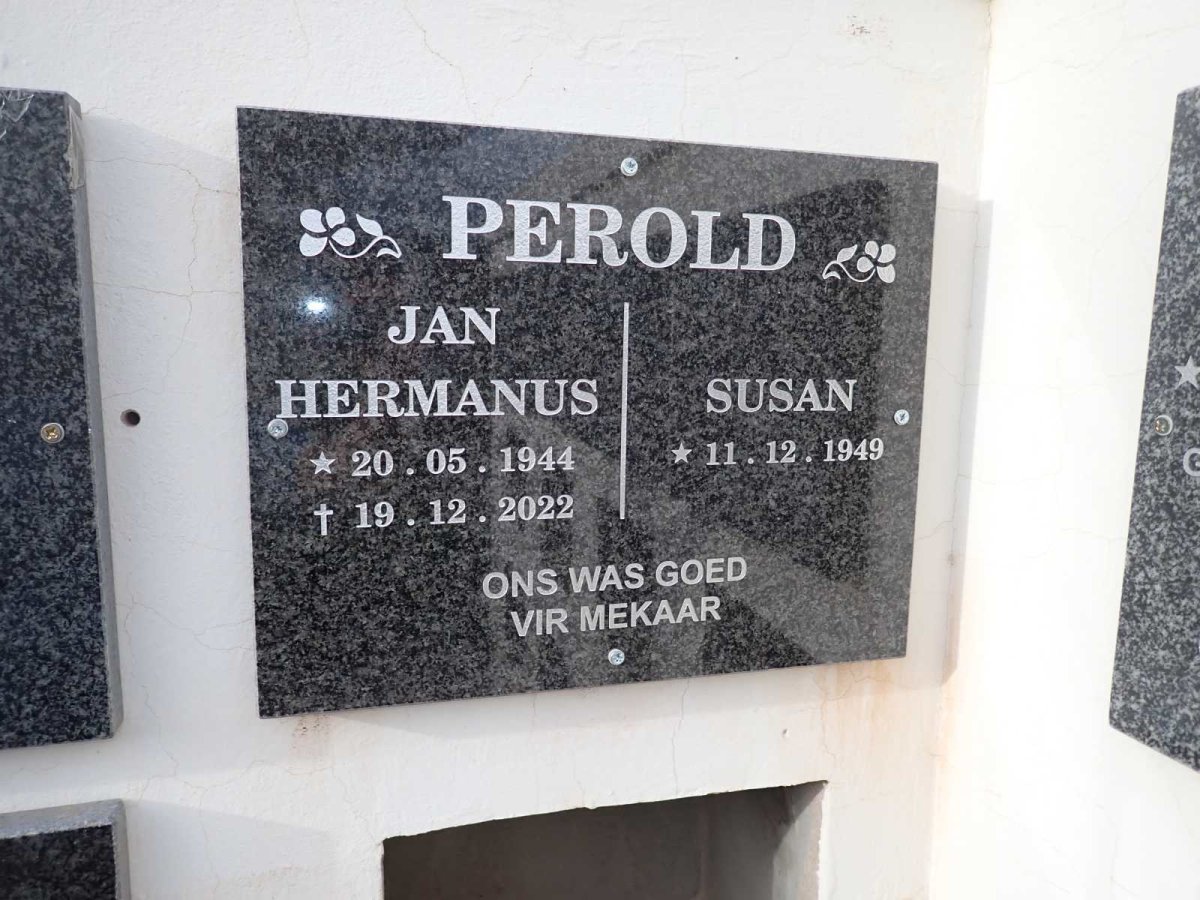 PEROLD
JAN
HERMANUS
★ 20 . 05 . 1944
† 19 . 12 . 2022
SUSAN
★ 11 . 12 . 1949
ONS WAS GOED
VIR MEKAAR